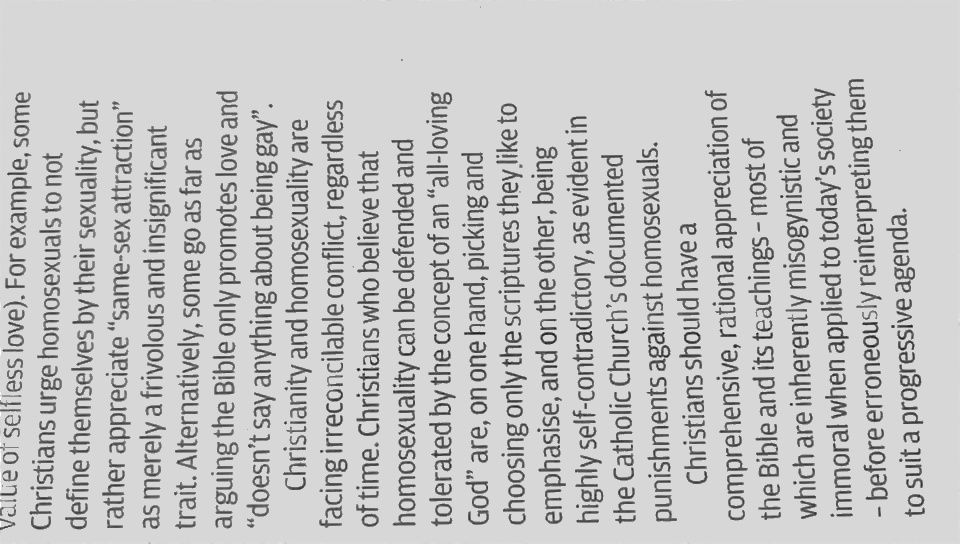 value of selfless love). For example, some
Christians urge homosexuals to not
define themselves by their sexuality, but
rather appreciate “same-sex attraction”
as merely a frivolous and insignificant
trait. Alternatively, some go as far as
arguing the Bible only promotes love and
“doesn’t say anything about being gay”.
Christianity and homosexuality are
facing irreconcilable conflict, regardless
of time. Christians who believe that
homosexuality can be defended and
tolerated by the concept of an “all-loving
God” are, on one hand, picking and
choosing only the scriptures they like to
emphasise, and on the other, being
highly self-contradictory, as evident in
the Catholic Church’s documented
punishments against homosexuals.
Christians should have a
comprehensive, rational appreciation of
the Bible and its teachings – most of
which are inherently misogynistic and
immoral when applied to today’s society
– before erroneously reinterpreting them
to suit a progressive agenda.